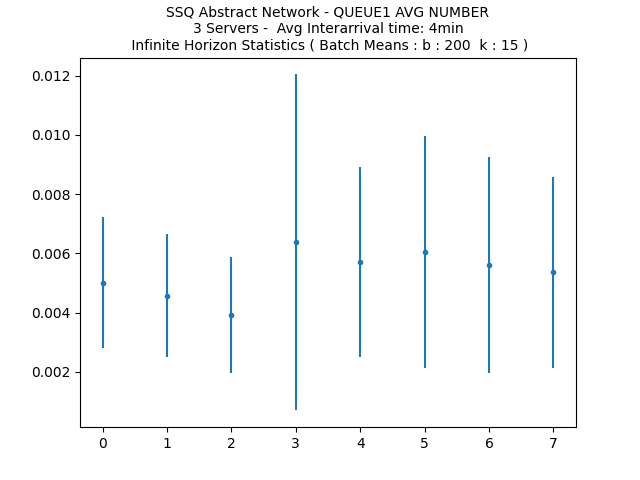 SSQ Abstract Network - QUEUE1 AVG NUMBER
3 Servers -  Avg Interarrival time: 4min
Infinite Horizon Statistics ( Batch Means : b : 200  k : 15 )
0.012
0.010
0.008
0.006
0.004
0.002
0 1 2 3 4 5 6 7